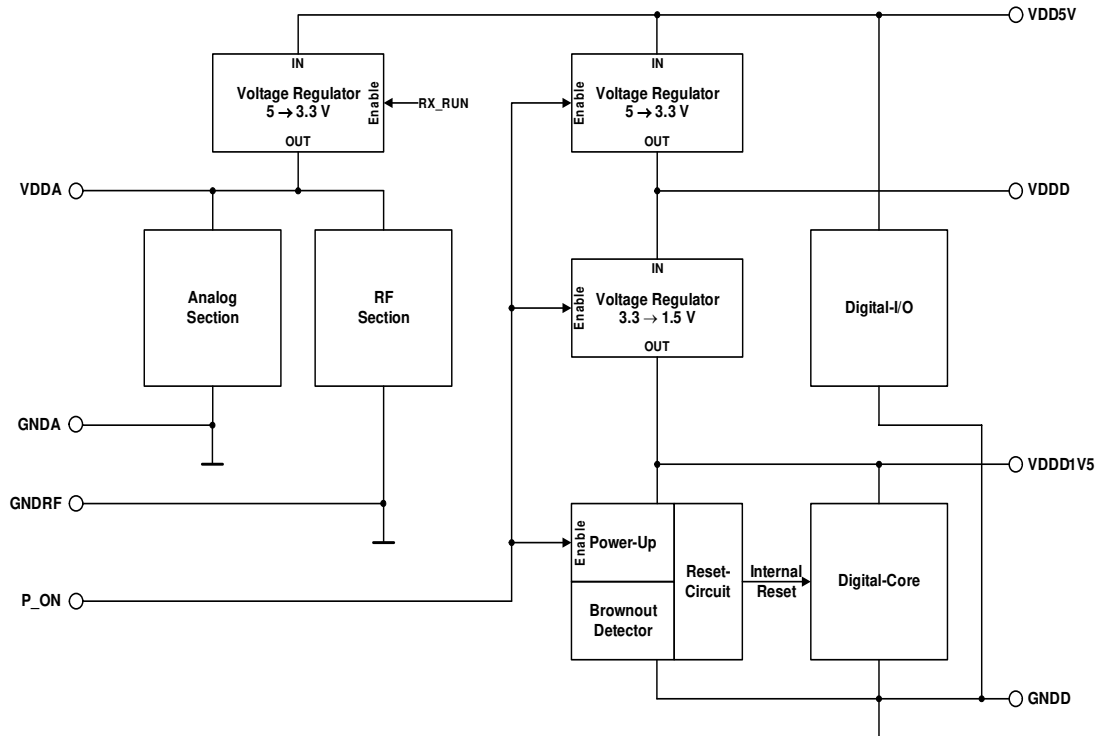 VDD5V
IN
Voltage Regulator
5 → 3.3 V
Enable
OUT
RX_RUN
IN
Voltage Regulator
5 → 3.3 V
Enable
OUT
VDDA
VDDD
Analog
Section
RF
Section
IN
Voltage Regulator
3.3 → 1.5 V
Enable
OUT
Digital-I/O
GNDA
VDDD1V5
GNDRF
Enable
Power-Up
Brownout
Detector
Reset-
Circuit
Internal
Reset
Digital-Core
P_ON
GNDD